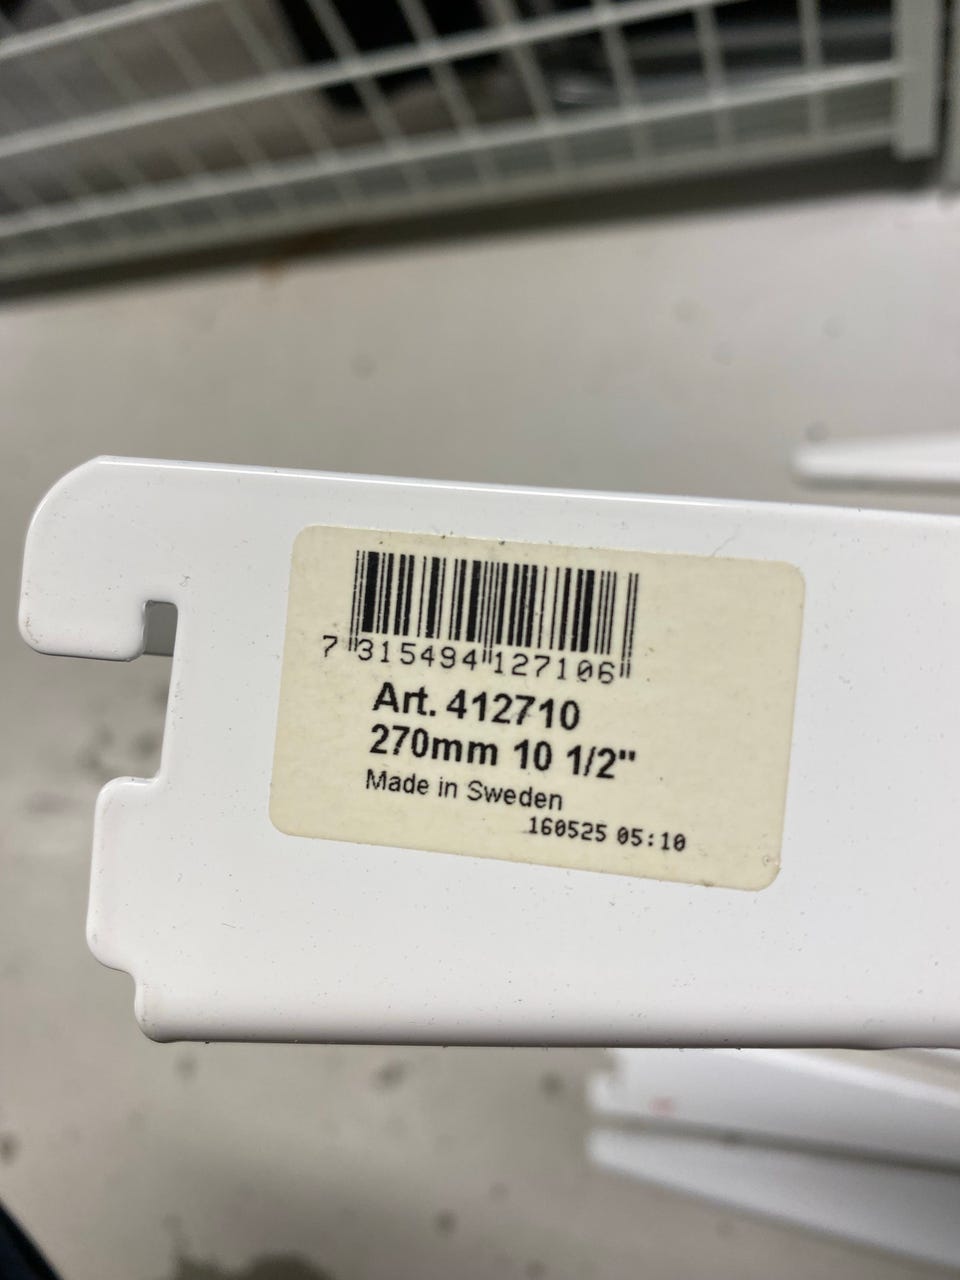 7 315494 127106
Art. 412710
270mm 10 1/2"
Made in Sweden
160525 05:10